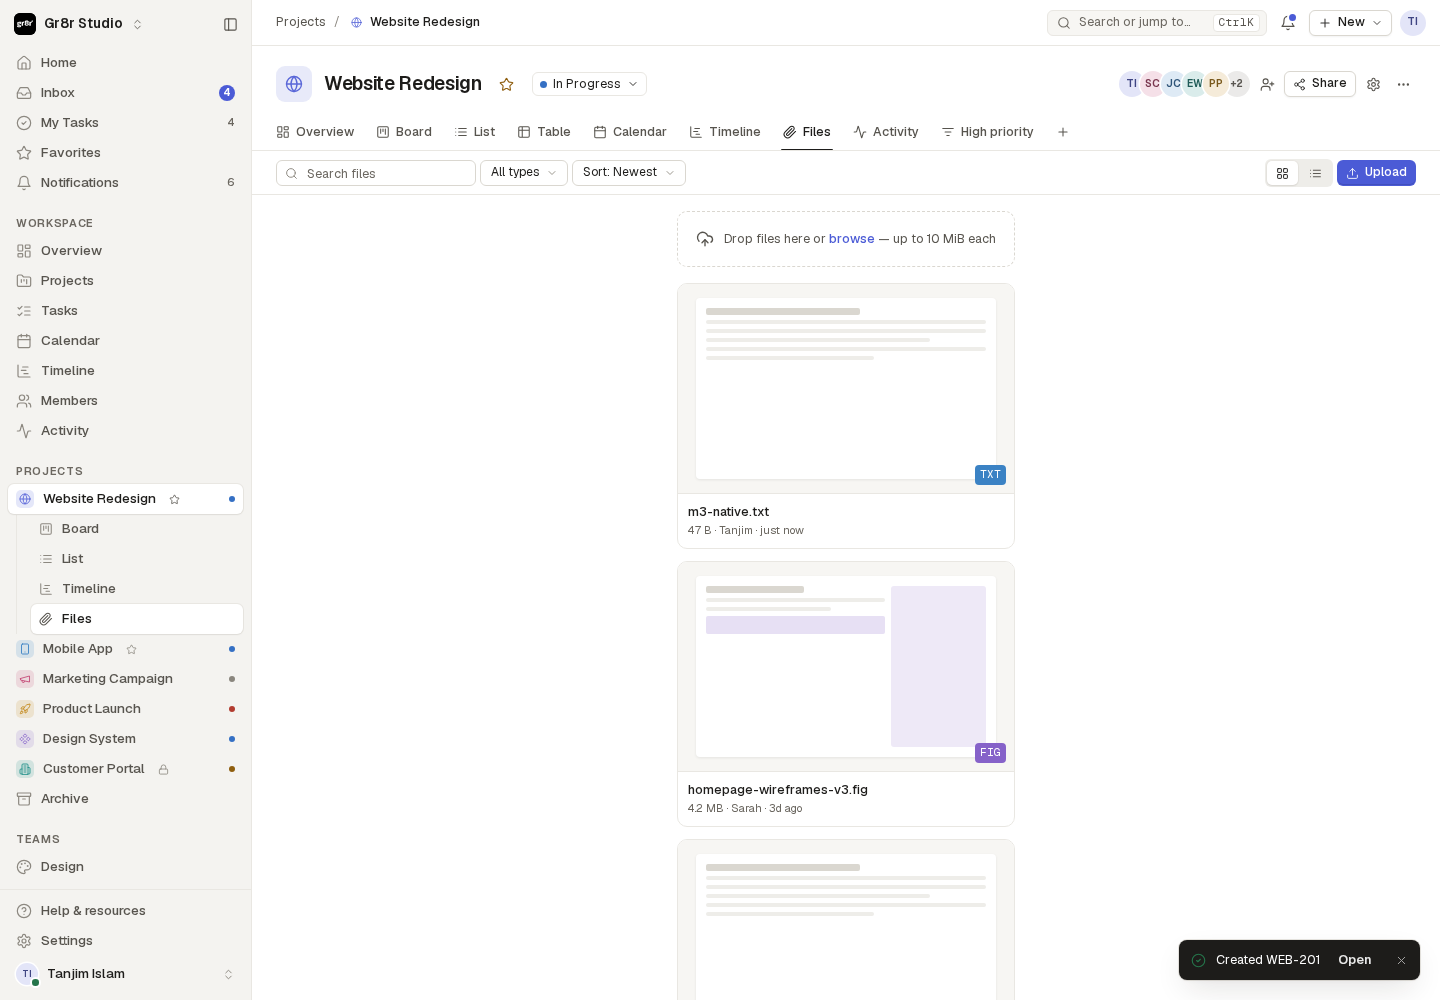 gr8r
Gr8r Studio
Home
Inbox 4
My Tasks 4
Favorites
Notifications 6
WORKSPACE
Overview
Projects
Tasks
Calendar
Timeline
Members
Activity
PROJECTS
Website Redesign
Board
List
Timeline
Files
Mobile App
Marketing Campaign
Product Launch
Design System
Customer Portal
Archive
TEAMS
Design
Help & resources
Settings
TI Tanjim Islam
Projects / Website Redesign
Search or jump to... CtrlK
New
TI
Website Redesign
In Progress
TI SC JC EW PP +2
Share
Overview Board List Table Calendar Timeline Files Activity High priority
Search files
All types
Sort: Newest
Upload
Drop files here or browse — up to 10 MiB each
TXT
m3-native.txt
47 B · Tanjim · just now
FIG
homepage-wireframes-v3.fig
4.2 MB · Sarah · 3d ago
Created WEB-201 Open